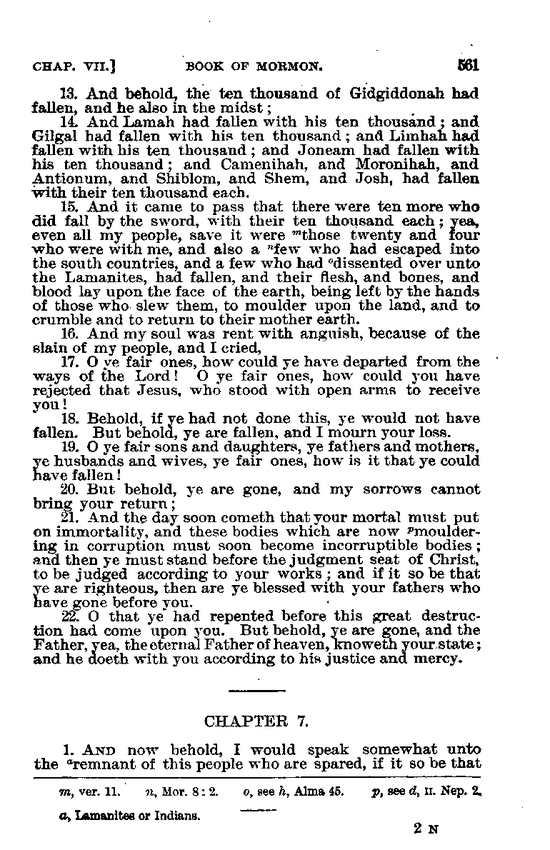 CHAP. VII.] BOOK OF MORMON. 561
13. And behold, the ten thousand of Gidgiddonah had
fallen, and he also in the midst;
14. And Lamah had fallen with his ten thousand; and
Gilgal had fallen with his ten thousand; and Limhah had
fallen with his ten thousand; and Joneam had fallen with
his ten thousand; and Camenihah, and Moronihah, and
Antionum, and Shiblom, and Shem, and Josh, had fallen
with their ten thousand each.
15. And it came to pass that there were ten more who
did fall by the sword, with their ten thousand each; yea,
even all my people, save it were ᵐthose twenty and four
who were with me, and also a ⁿfew who had escaped into
the south countries, and a few who had ᵒdissented over unto
the Lamanites, had fallen, and their flesh, and bones, and
blood lay upon the face of the earth, being left by the hands
of those who slew them, to moulder upon the land, and to
crumble and to return to their mother earth.
16. And my soul was rent with anguish, because of the
slain of my people, and I cried,
17. O ye fair ones, how could ye have departed from the
ways of the Lord! O ye fair ones, how could you have
rejected that Jesus, who stood with open arms to receive
you!
18. Behold, if ye had not done this, ye would not have
fallen. But behold, ye are fallen, and I mourn your loss.
19. O ye fair sons and daughters, ye fathers and mothers,
ye husbands and wives, ye fair ones, how is it that ye could
have fallen!
20. But behold, ye are gone, and my sorrows cannot
bring your return;
21. And the day soon cometh that your mortal must put
on immortality, and these bodies which are now ᵖmoulder-
ing in corruption must soon become incorruptible bodies;
and then ye must stand before the judgment seat of Christ,
to be judged according to your works; and if it so be that
ye are righteous, then are ye blessed with your fathers who
have gone before you.
22. O that ye had repented before this great destruc-
tion had come upon you. But behold, ye are gone, and the
Father, yea, the eternal Father of heaven, knoweth your state;
and he doeth with you according to his justice and mercy.
CHAPTER 7.
1. AND now behold, I would speak somewhat unto
the ᵃremnant of this people who are spared, if it so be that
m, ver. 11. n, Mor. 8: 2. o, see h, Alma 45. p, see d, II. Nep. 2.
a, Lamanites or Indians.
2 N